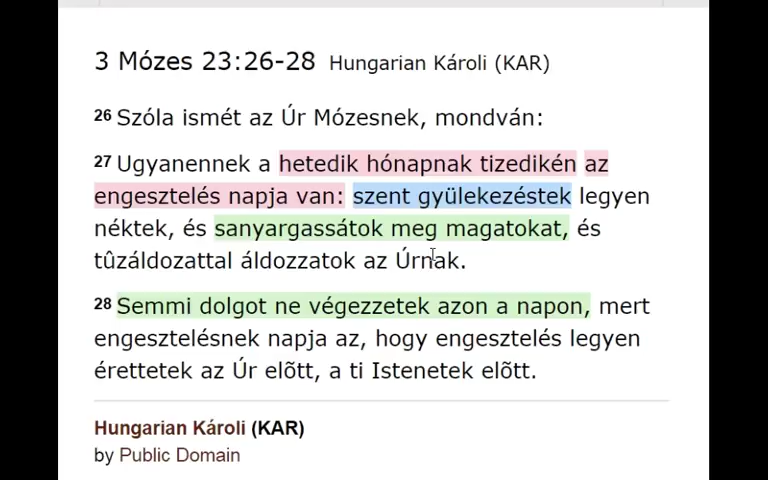 3 Mózes 23:26-28 Hungarian Károli (KAR)
26 Szóla ismét az Úr Mózesnek, mondván:
27 Ugyanennek a hetedik hónapnak tizedikén az
engesztelés napja van: szent gyülekezéstek legyen
néktek, és sanyargassátok meg magatokat, és
tûzáldozattal áldozzatok az Úrnak.
28 Semmi dolgot ne végezzetek azon a napon, mert
engesztelésnek napja az, hogy engesztelés legyen
érettetek az Úr elõtt, a ti Istenetek elõtt.
Hungarian Károli (KAR)
by Public Domain